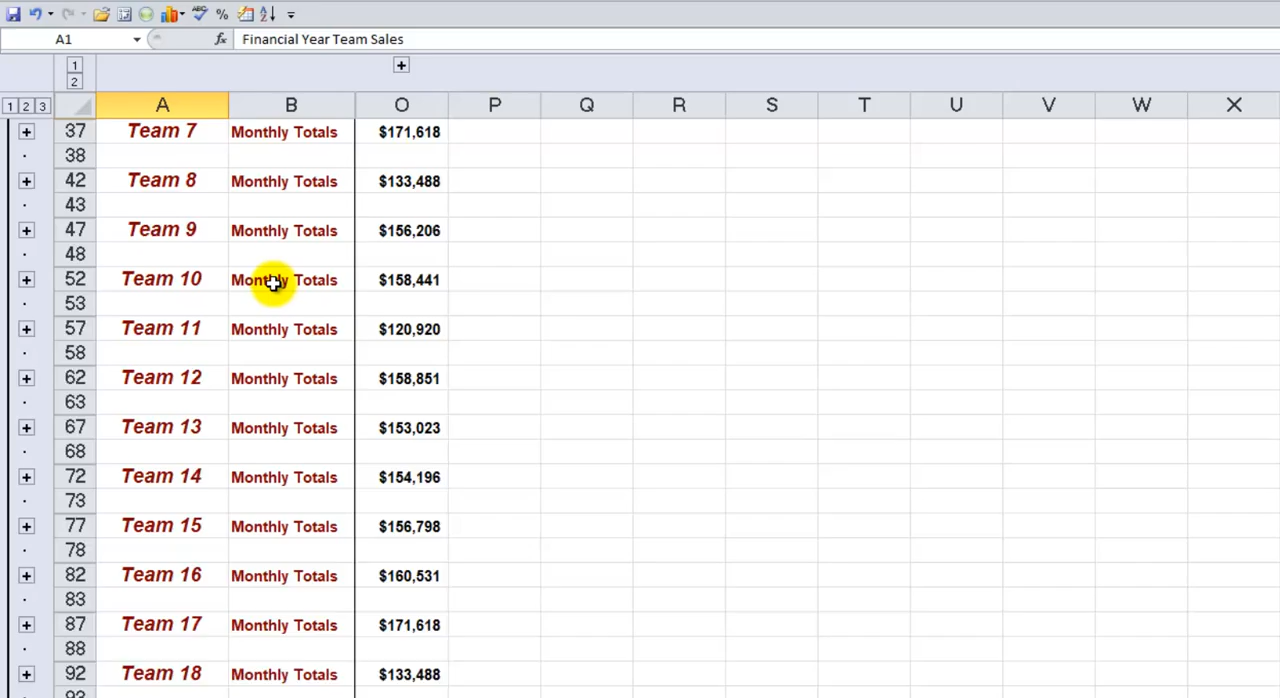 ABC %
A1 fx Financial Year Team Sales
1
2
1 2 3 A B O P Q R S T U V W X
37 Team 7 Monthly Totals $171,618
38
42 Team 8 Monthly Totals $133,488
43
47 Team 9 Monthly Totals $156,206
48
52 Team 10 Monthly Totals $158,441
53
57 Team 11 Monthly Totals $120,920
58
62 Team 12 Monthly Totals $158,851
63
67 Team 13 Monthly Totals $153,023
68
72 Team 14 Monthly Totals $154,196
73
77 Team 15 Monthly Totals $156,798
78
82 Team 16 Monthly Totals $160,531
83
87 Team 17 Monthly Totals $171,618
88
92 Team 18 Monthly Totals $133,488
93